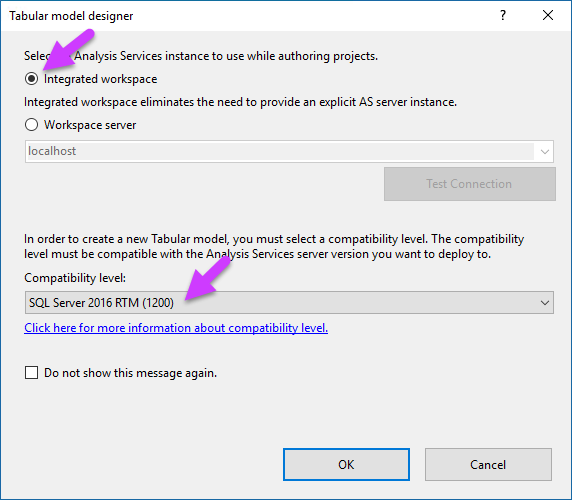 Tabular model designer
Select Analysis Services instance to use while authoring projects.
Integrated workspace
Integrated workspace eliminates the need to provide an explicit AS server instance.
Workspace server
localhost
Test Connection
In order to create a new Tabular model, you must select a compatibility level. The compatibility
level must be compatible with the Analysis Services server version you want to deploy to.
Compatibility level:
SQL Server 2016 RTM (1200)
Click here for more information about compatibility level.
Do not show this message again.
OK
Cancel